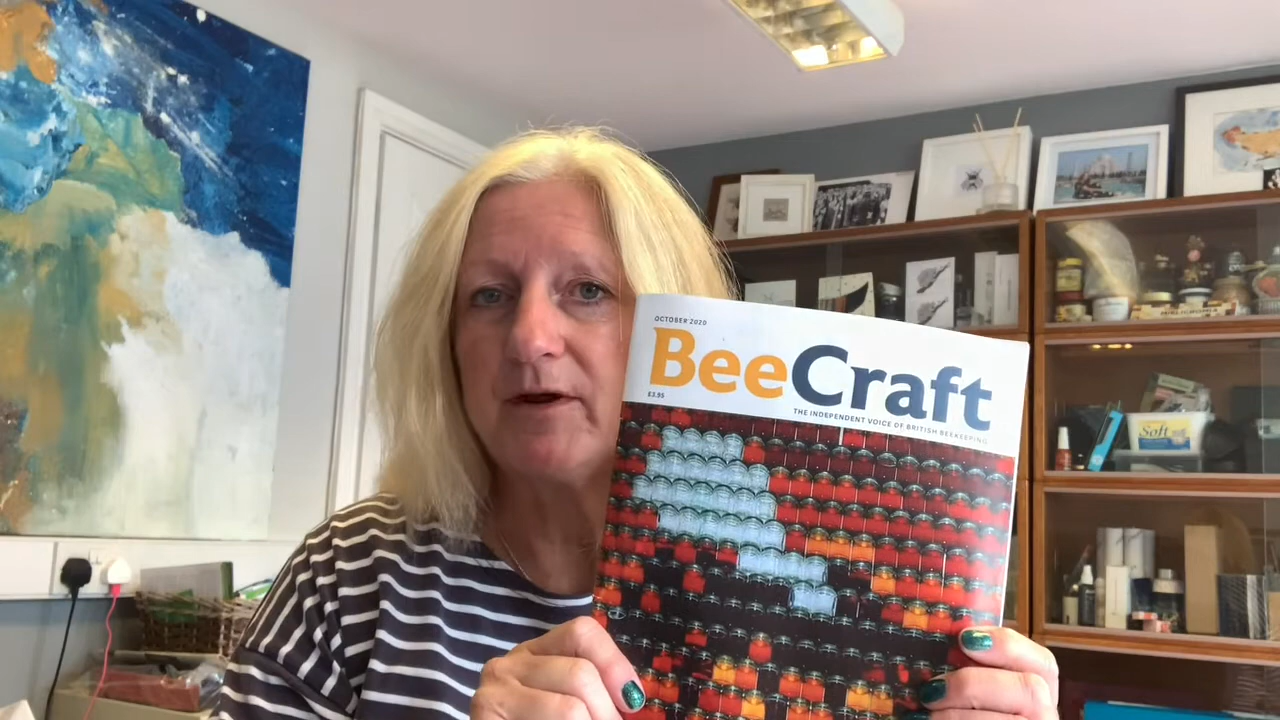 OCTOBER 2020
BeeCraft
£3.95
THE INDEPENDENT VOICE OF BRITISH BEEKEEPING
Soft